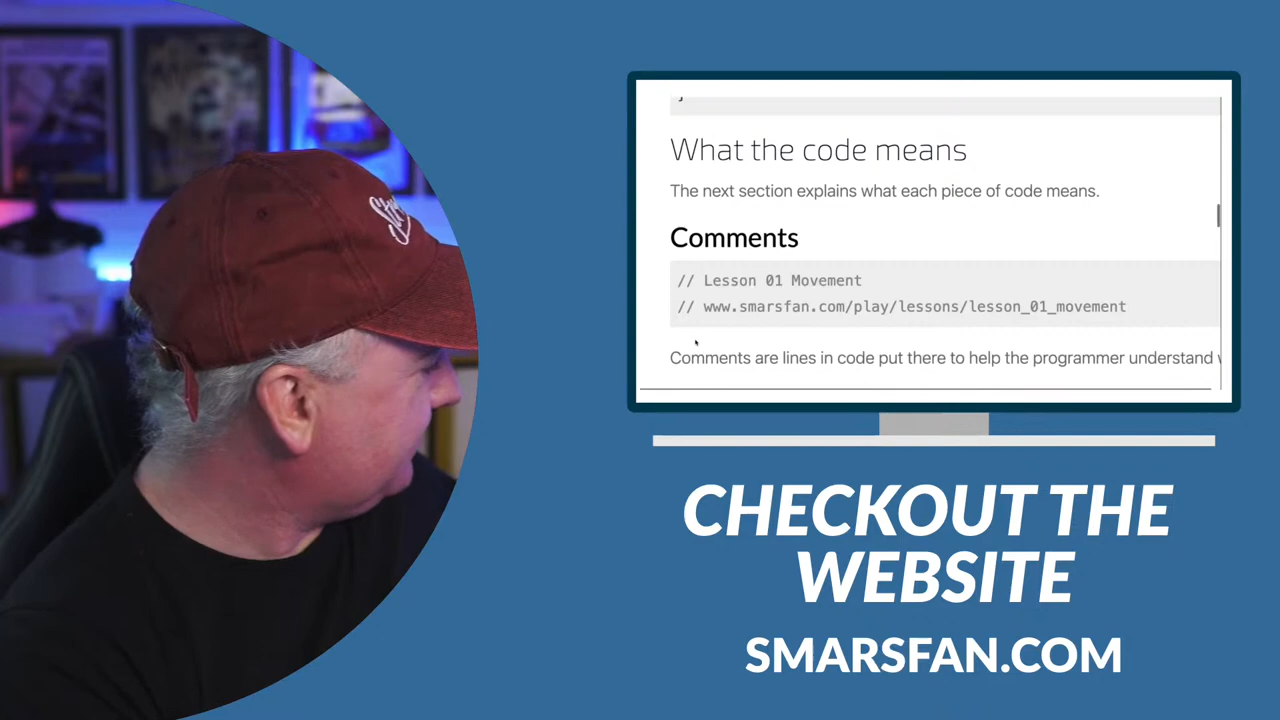 What the code means
The next section explains what each piece of code means.
Comments
// Lesson 01 Movement
// www.smarsfan.com/play/lessons/lesson_01_movement
Comments are lines in code put there to help the programmer understand
CHECKOUT THE
WEBSITE
SMARSFAN.COM